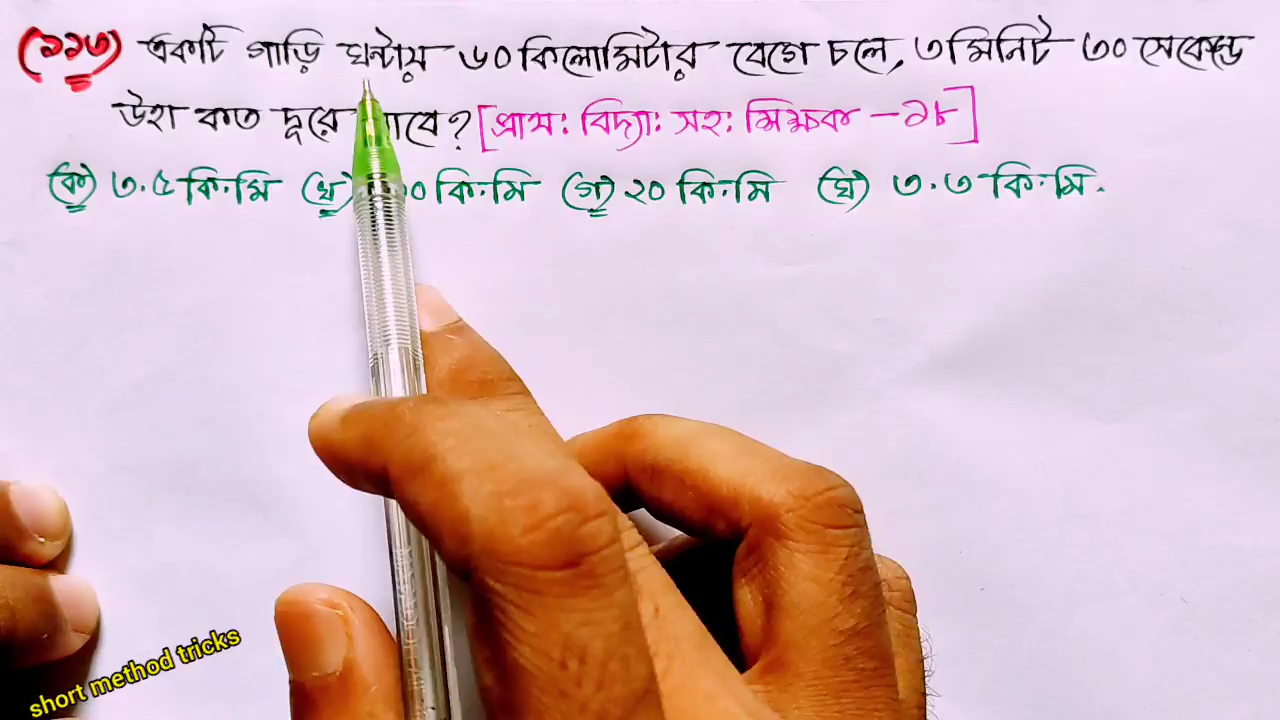 (১১৩) একটি গাড়ি ঘন্টায় ৬০ কিলোমিটার বেগে চলে, ৩ মিনিট ৩০ সেকেন্ডে
উহা কত দূরে যাবে? [প্রাথ: বিদ্যা: সহ: শিক্ষক - ১৮]
(ক) ৩.৫ কি.মি (খ) কি.মি (গ) ২০ কি.মি (ঘ) ৩.৩ কি.মি.
short method tricks